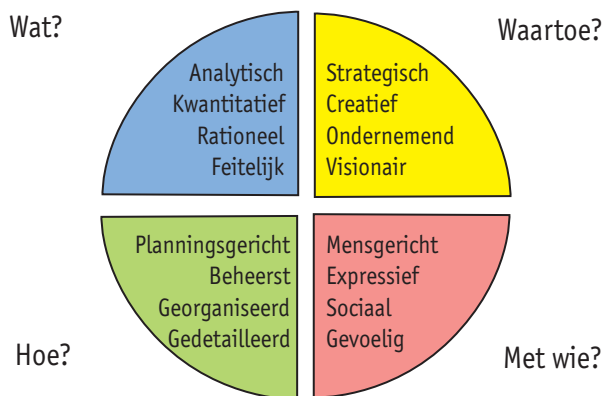 Wat?
Waartoe?
Analytisch
Kwantitatief
Rationeel
Feitelijk
Strategisch
Creatief
Ondernemend
Visionair
Planningsgericht
Beheerst
Georganiseerd
Gedetailleerd
Mensgericht
Expressief
Sociaal
Gevoelig
Hoe?
Met wie?